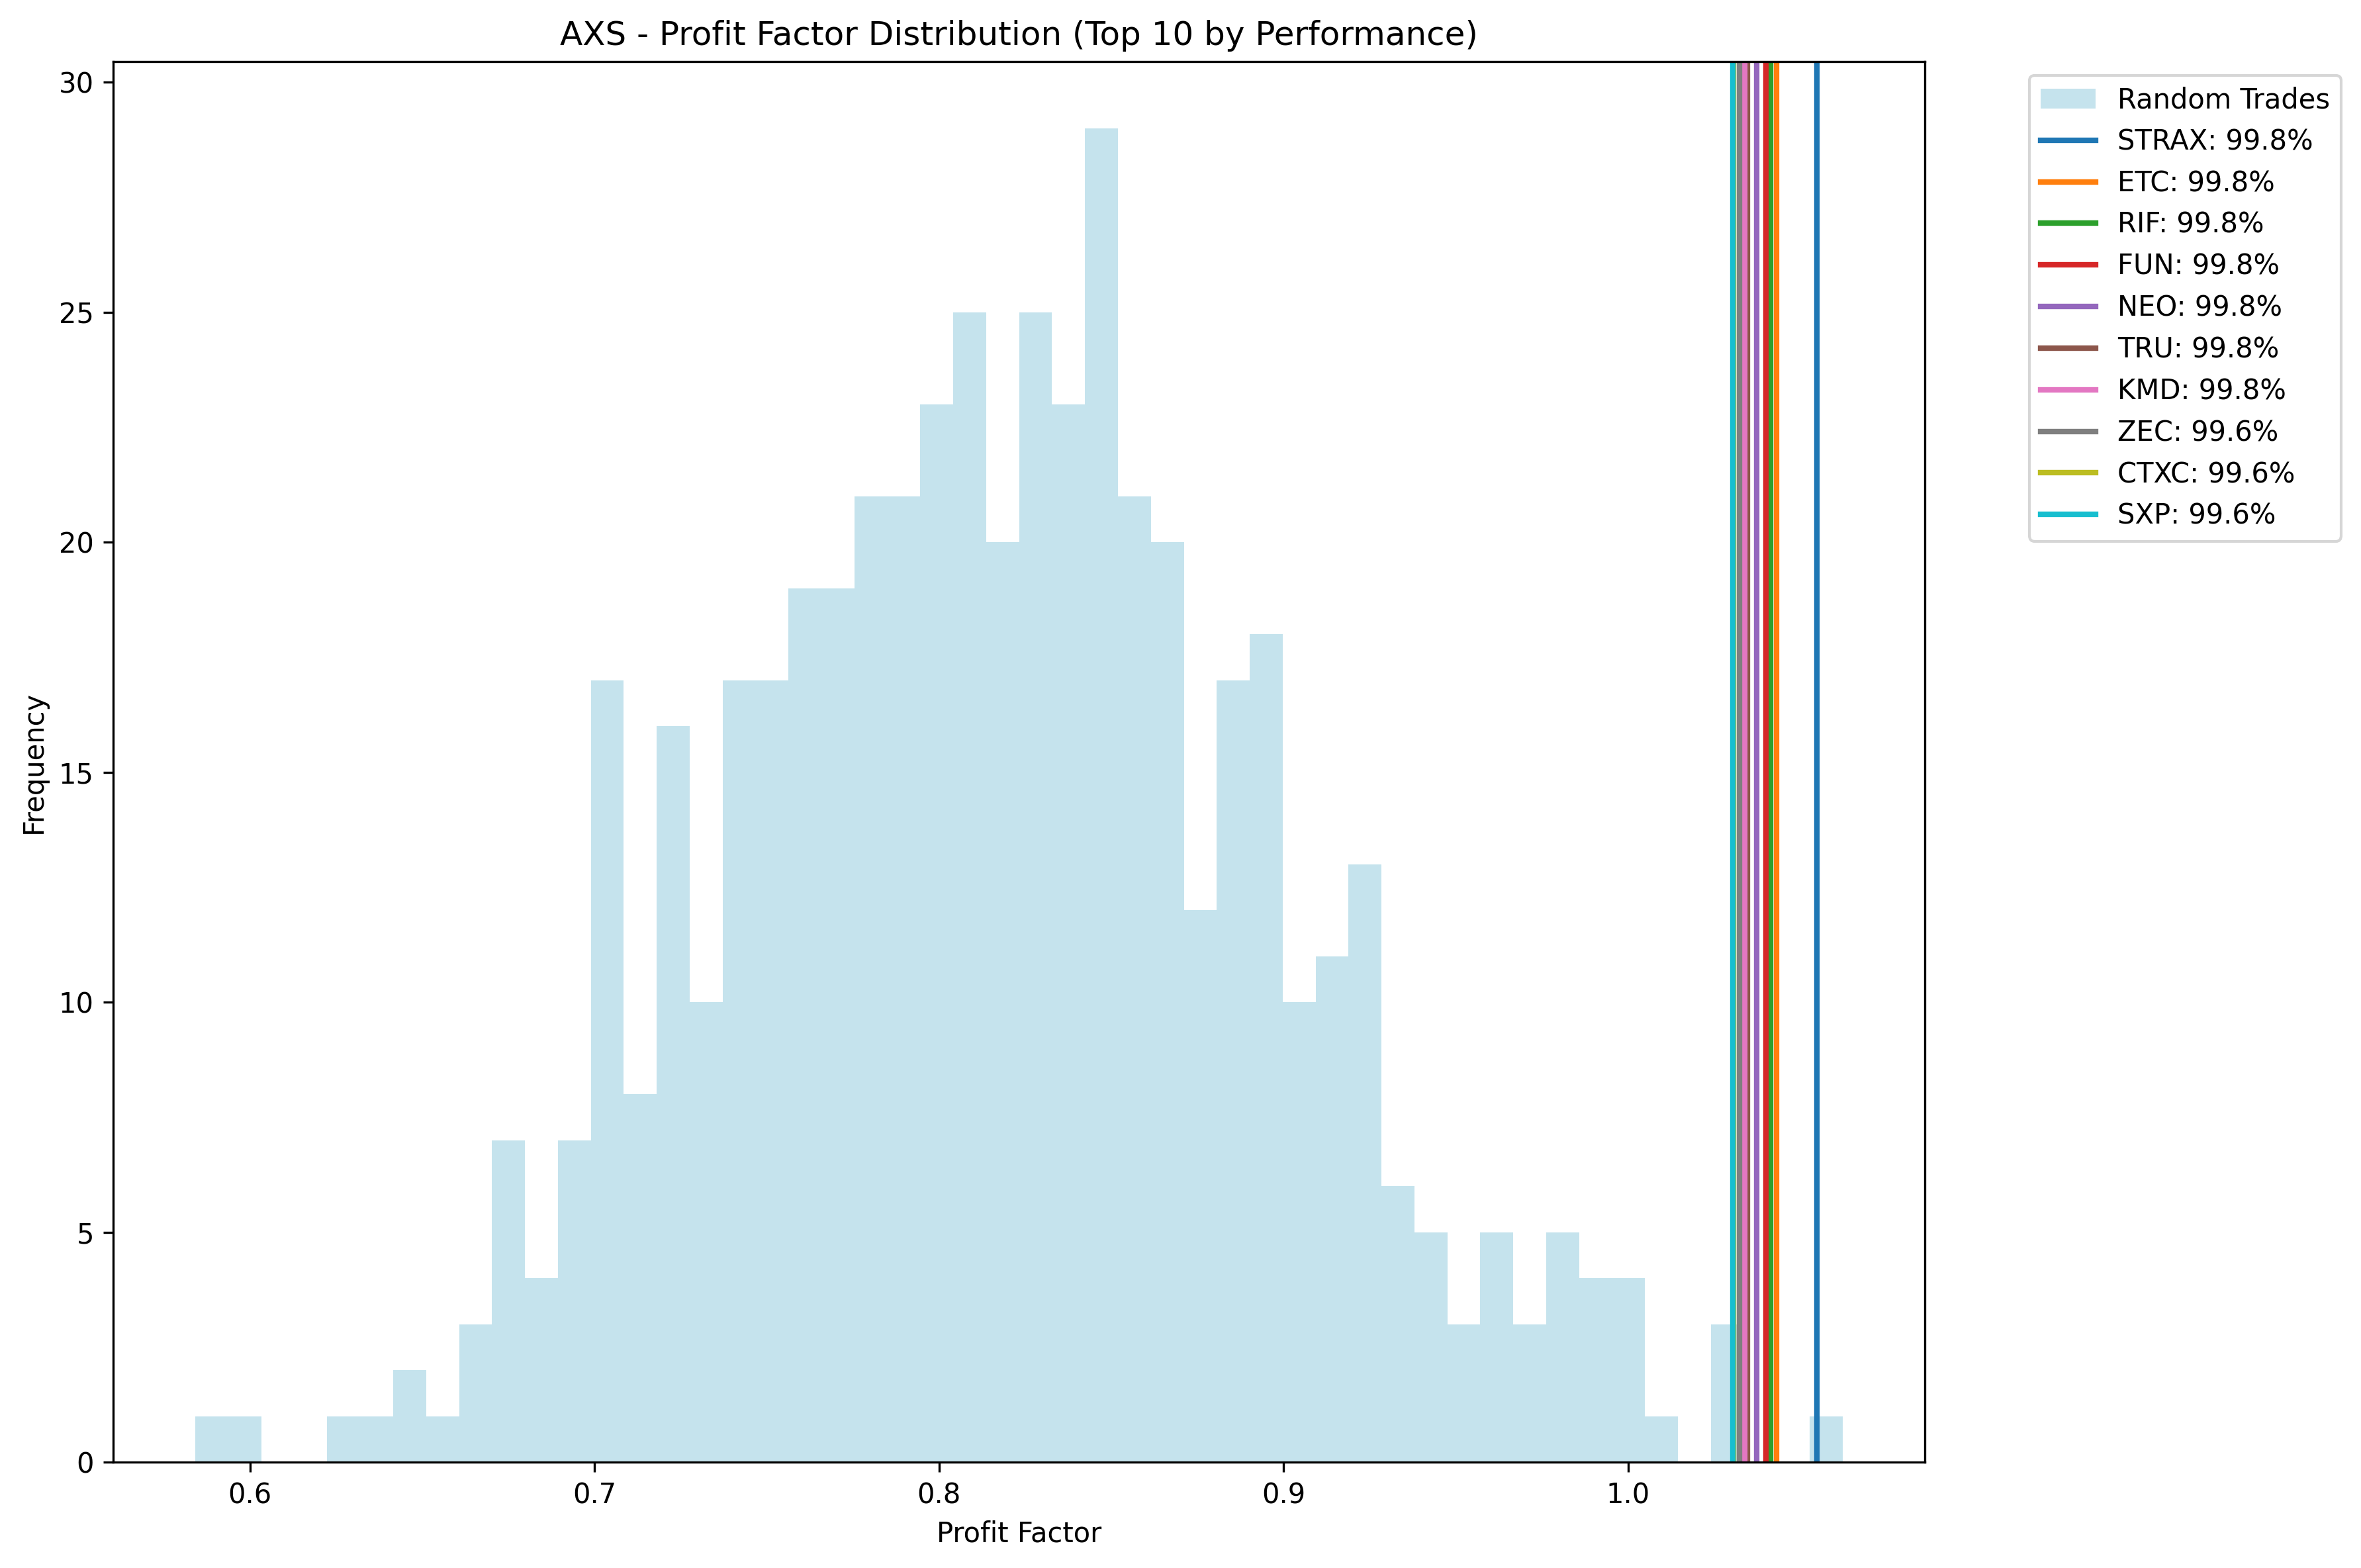 AXS - Profit Factor Distribution (Top 10 by Performance)
30
25
20
15
10
5
0
Frequency
0.6 0.7 0.8 0.9 1.0
Profit Factor
Random Trades
STRAX: 99.8%
ETC: 99.8%
RIF: 99.8%
FUN: 99.8%
NEO: 99.8%
TRU: 99.8%
KMD: 99.8%
ZEC: 99.6%
CTXC: 99.6%
SXP: 99.6%